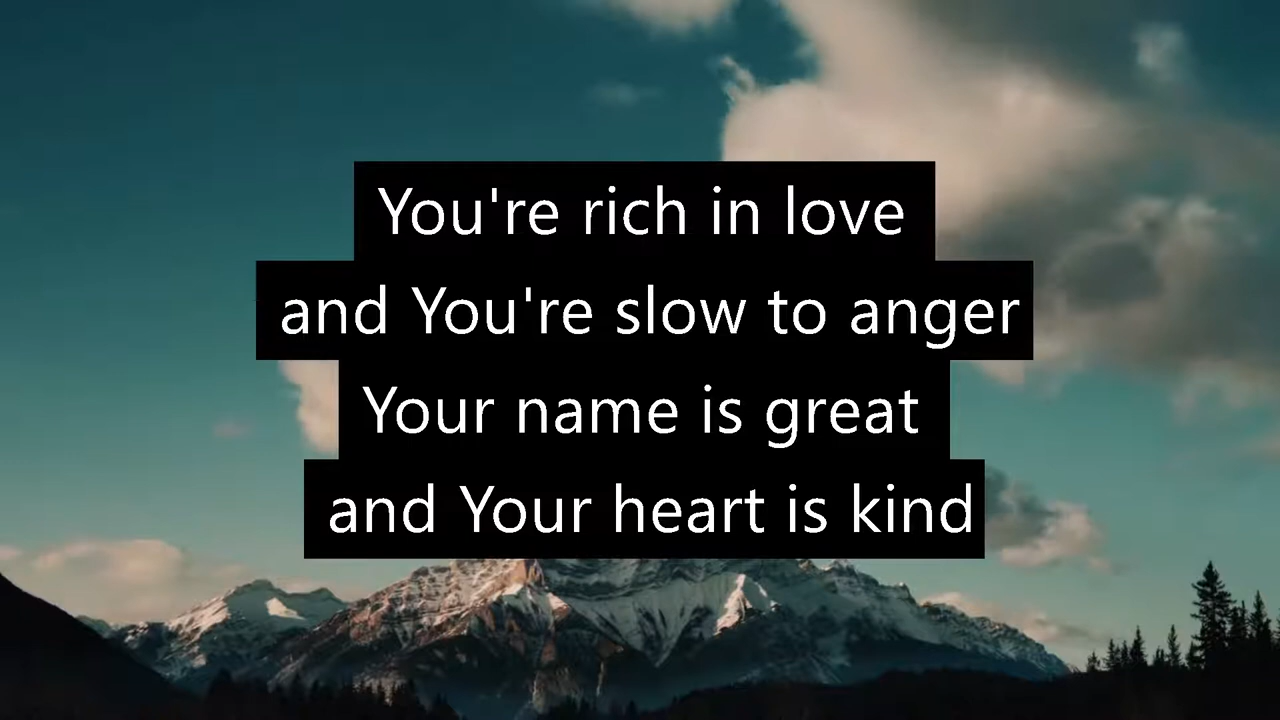 You're rich in love
and You're slow to anger
Your name is great
and Your heart is kind